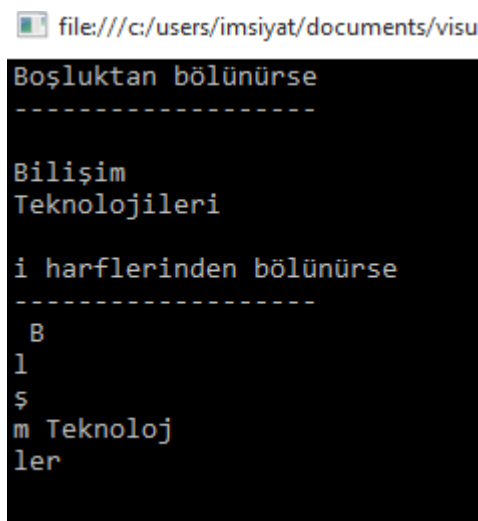 file:///c:/users/imsiyat/documents/visu
Boşluktan bölünürse
-------------------
Bilişim
Teknolojileri
i harflerinden bölünürse
-------------------
B
l
ş
m Teknoloj
ler